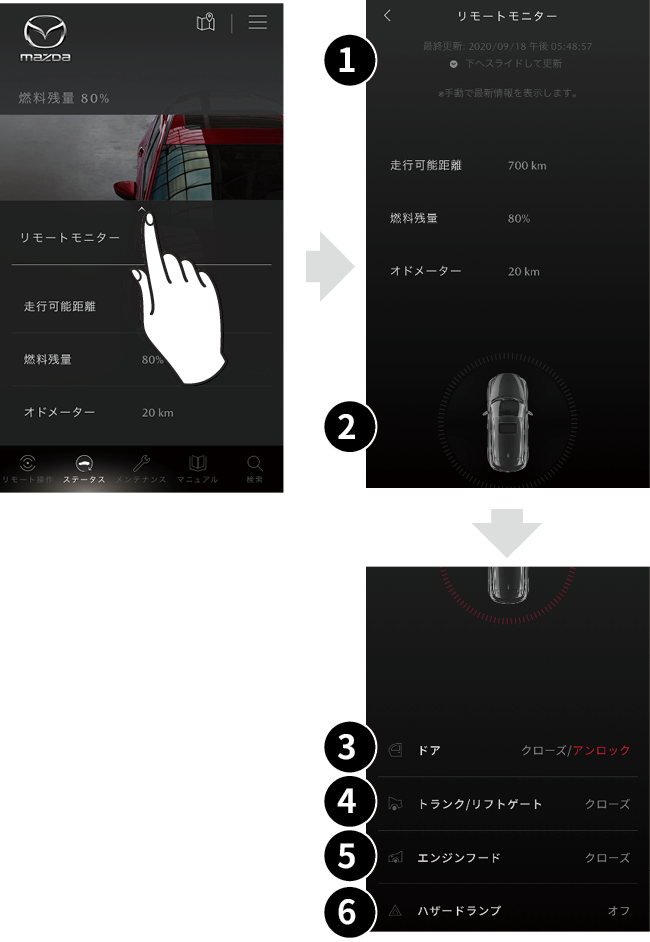 mazda
燃料残量 80%
リモートモニター
走行可能距離
燃料残量 80%
オドメーター 20 km
リモート操作 ステータス メンテナンス マニュアル 検索
リモートモニター
1
最終更新: 2020/09/18 午後 05:48:57
下へスライドして更新
※手動で最新情報を表示します。
走行可能距離 700 km
燃料残量 80%
オドメーター 20 km
2
3 ドア クローズ/アンロック
4 トランク/リフトゲート クローズ
5 エンジンフード クローズ
6 ハザードランプ オフ